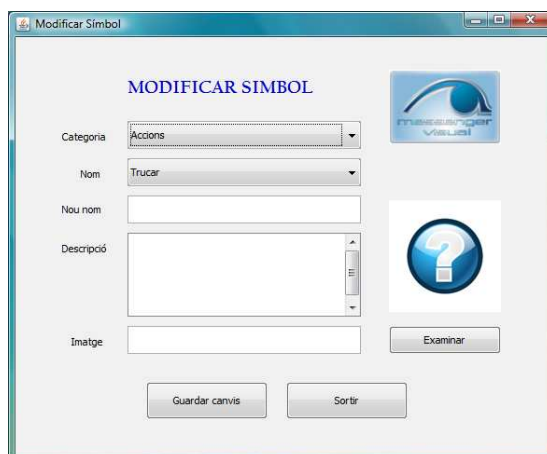 Modificar Símbol
MODIFICAR SIMBOL
messenger
visual
Categoria
Accions
Nom
Trucar
Nou nom
Descripció
?
Imatge
Examinar
Guardar canvis
Sortir